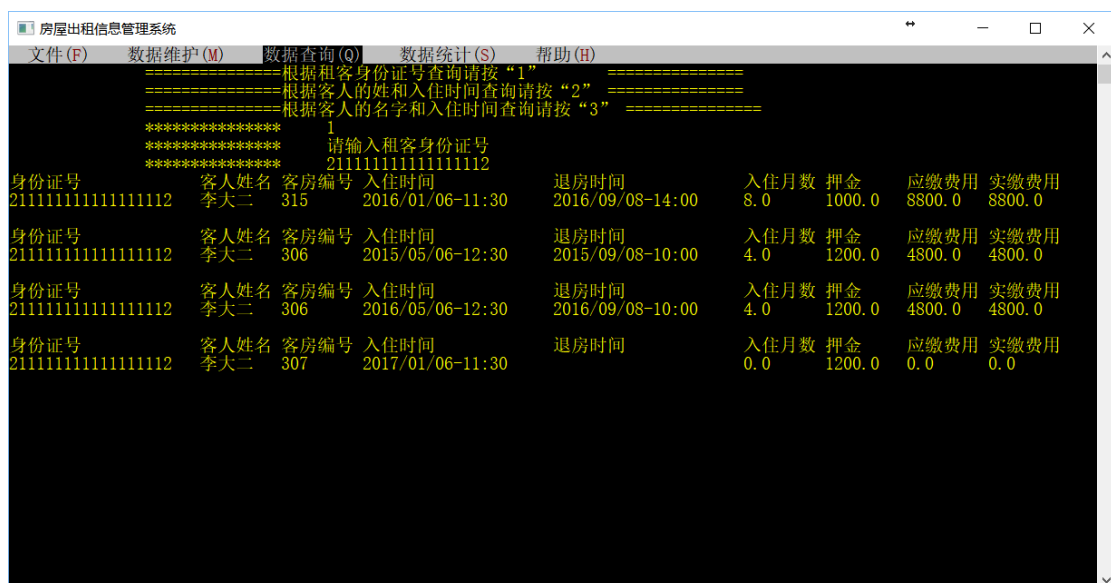 房屋出租信息管理系统
文件(F) 数据维护(M) 数据查询(Q) 数据统计(S) 帮助(H)
===============根据租客身份证号查询请按“1” ===============
===============根据客人的姓和入住时间查询请按“2” ===============
===============根据客人的名字和入住时间查询请按“3” ===============
*************** 1
*************** 请输入租客身份证号
*************** 211111111111111112
身份证号 客人姓名 客房编号 入住时间 退房时间 入住月数 押金 应缴费用 实缴费用
211111111111111112 李大二 315 2016/01/06-11:30 2016/09/08-14:00 8.0 1000.0 8800.0 8800.0
身份证号 客人姓名 客房编号 入住时间 退房时间 入住月数 押金 应缴费用 实缴费用
211111111111111112 李大二 306 2015/05/06-12:30 2015/09/08-10:00 4.0 1200.0 4800.0 4800.0
身份证号 客人姓名 客房编号 入住时间 退房时间 入住月数 押金 应缴费用 实缴费用
211111111111111112 李大二 306 2016/05/06-12:30 2016/09/08-10:00 4.0 1200.0 4800.0 4800.0
身份证号 客人姓名 客房编号 入住时间 退房时间 入住月数 押金 应缴费用 实缴费用
211111111111111112 李大二 307 2017/01/06-11:30 0.0 1200.0 0.0 0.0